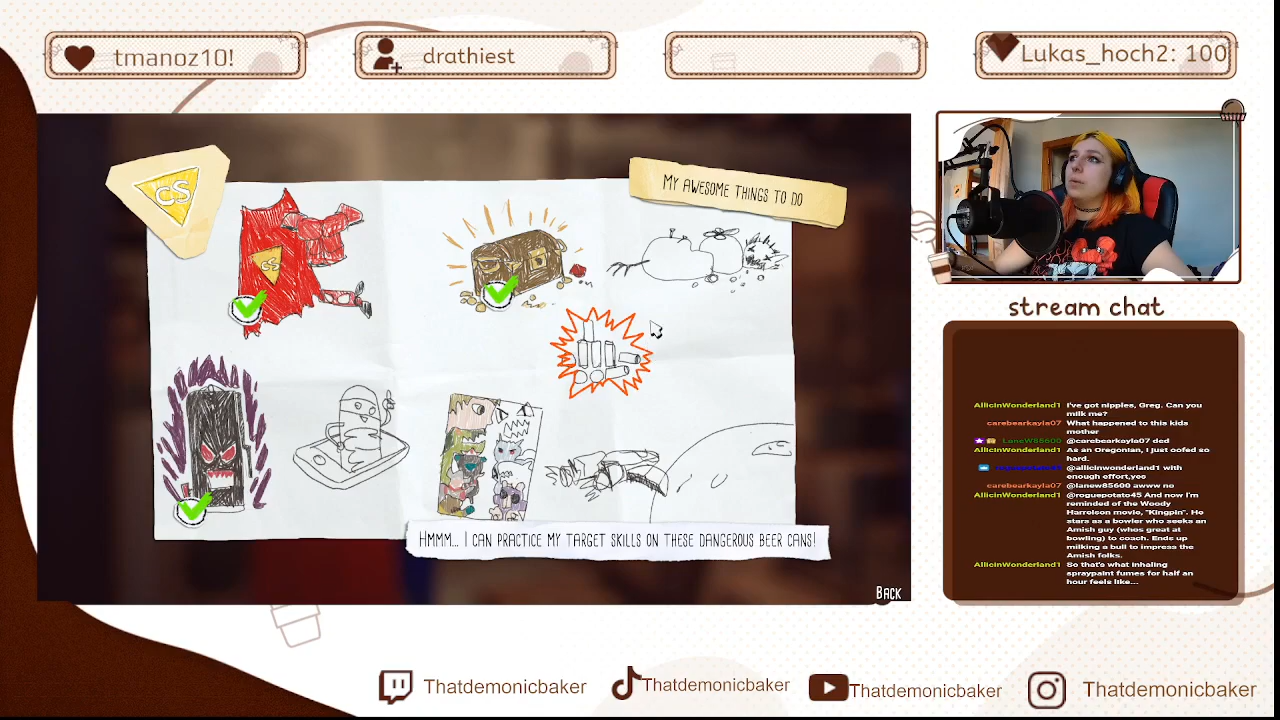 tmanoz10!
drathiest
Lukas_hoch2: 100
CS
MY AWESOME THINGS TO DO
CS
HMMM... I CAN PRACTICE MY TARGET SKILLS ON THESE DANGEROUS BEER CANS!
BACK
stream chat
AllicinWonderland1 I've got nipples, Greg. Can you
milk me?
carebearkayla07 What happened to this kids
mother
LaneW85600 @carebearkayla07 ded
AllicinWonderland1 As an Oregonian, I just oofed so
hard.
@allicinwonderland1 with
enough effort,yes
carebearkayla07 @lanew85600 awww no
AllicinWonderland1 @roguepotato45 And now I'm
reminded of the Woody
Harrelson movie, "Kingpin". He
stars as a bowler who seeks an
Amish guy (whos great at
bowling) to coach. Ends up
milking a bull to impress the
Amish folks.
AllicinWonderland1 So that's what inhaling
spraypaint fumes for half an
hour feels like...
Thatdemonicbaker
Thatdemonicbaker
Thatdemonicbaker
Thatdemonicbaker